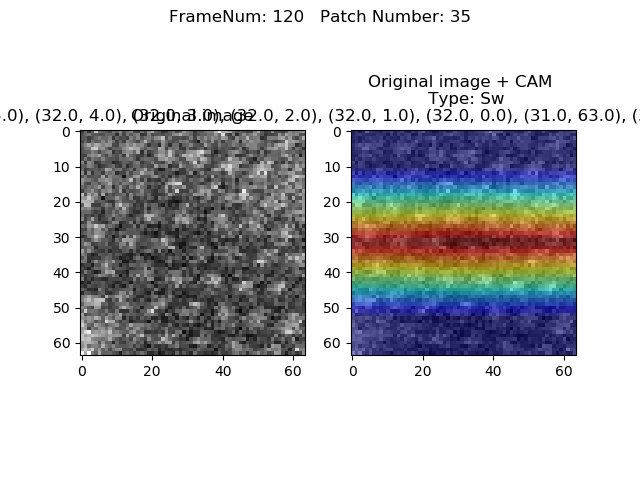 FrameNum: 120   Patch Number: 35
Original image + CAM
Type: Sw
.0), (32.0, 4.0), (32.0, 3.0), (32.0, 2.0), (32.0, 1.0), (32.0, 0.0), (31.0, 63.0), (3
Original image
0
10
20
30
40
50
60
0 20 40 60
0
10
20
30
40
50
60
0 20 40 60